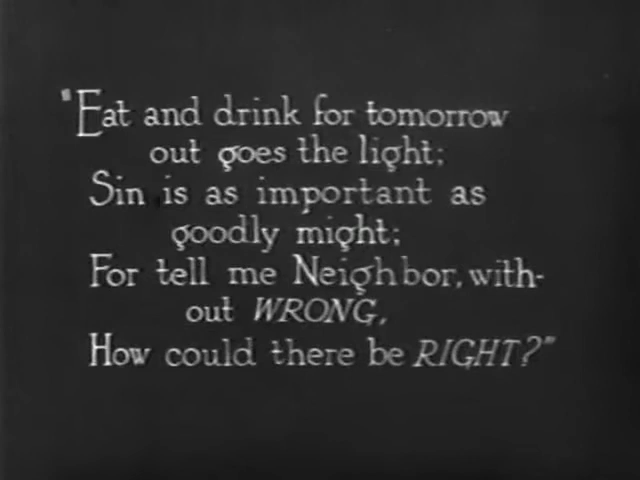 "Eat and drink for tomorrow
out goes the light;
Sin is as important as
goodly might;
For tell me Neighbor, with-
out WRONG,
How could there be RIGHT?"